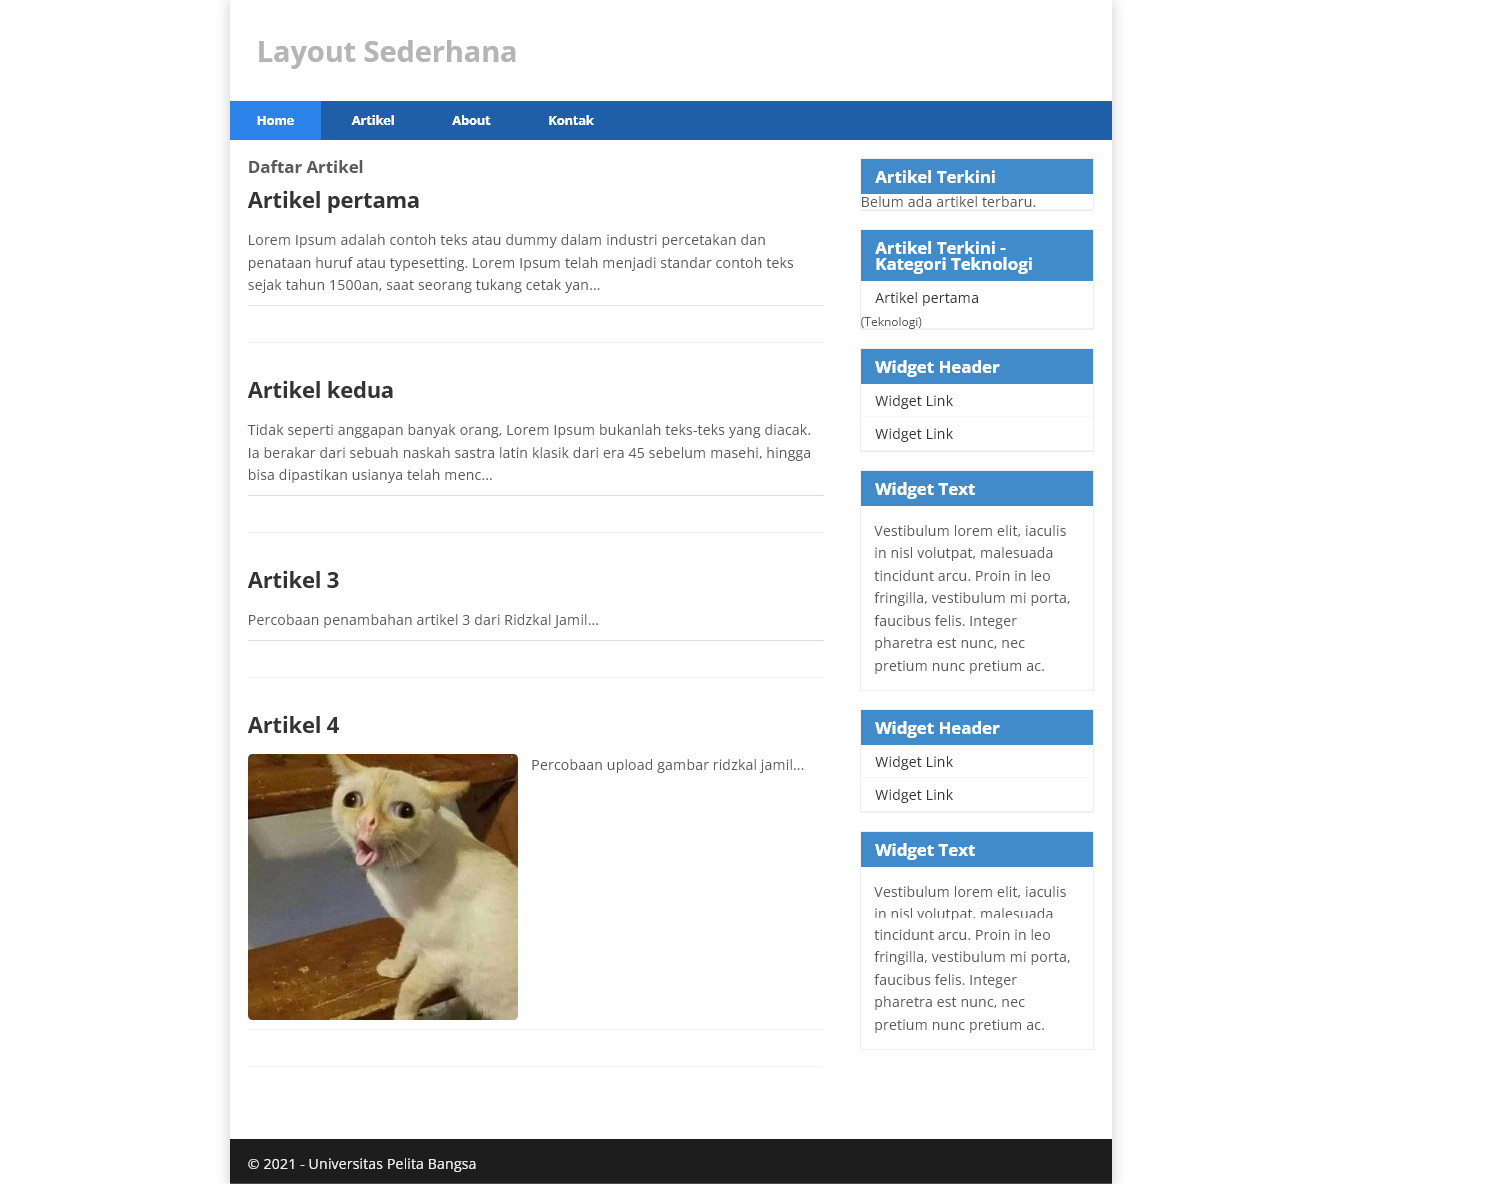 Layout Sederhana
Home Artikel About Kontak
Daftar Artikel
Artikel pertama
Lorem Ipsum adalah contoh teks atau dummy dalam industri percetakan dan
penataan huruf atau typesetting. Lorem Ipsum telah menjadi standar contoh teks
sejak tahun 1500an, saat seorang tukang cetak yan...
Artikel kedua
Tidak seperti anggapan banyak orang, Lorem Ipsum bukanlah teks-teks yang diacak.
Ia berakar dari sebuah naskah sastra latin klasik dari era 45 sebelum masehi, hingga
bisa dipastikan usianya telah menc...
Artikel 3
Percobaan penambahan artikel 3 dari Ridzkal Jamil...
Artikel 4
Percobaan upload gambar ridzkal jamil...
Artikel Terkini
Belum ada artikel terbaru.
Artikel Terkini -
Kategori Teknologi
Artikel pertama
(Teknologi)
Widget Header
Widget Link
Widget Link
Widget Text
Vestibulum lorem elit, iaculis
in nisl volutpat, malesuada
tincidunt arcu. Proin in leo
fringilla, vestibulum mi porta,
faucibus felis. Integer
pharetra est nunc, nec
pretium nunc pretium ac.
Widget Header
Widget Link
Widget Link
Widget Text
Vestibulum lorem elit, iaculis
in nisl volutpat, malesuada
tincidunt arcu. Proin in leo
fringilla, vestibulum mi porta,
faucibus felis. Integer
pharetra est nunc, nec
pretium nunc pretium ac.
© 2021 - Universitas Pelita Bangsa